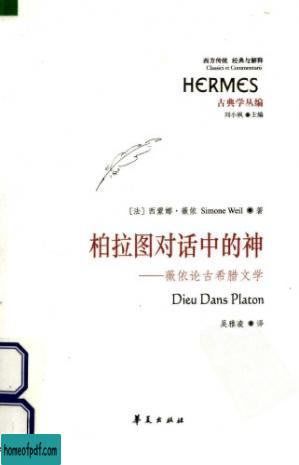 西方传统 经典与解释
Classici et Commentarii
HERMES
古典学丛编
刘小枫●主编
[法] 西蒙娜·薇依 Simone Weil ●著
柏拉图对话中的神
——薇依论古希腊文学
Dieu Dans Platon
吴雅凌●译
华夏出版社
homeofpdf.com